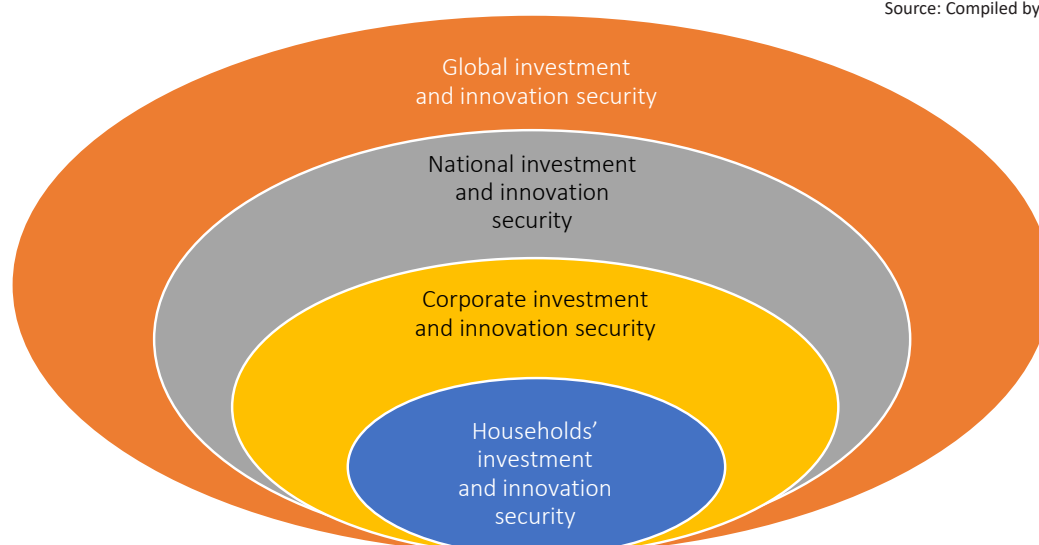 Source: Compiled by
Global investment
and innovation security
National investment
and innovation
security
Corporate investment
and innovation security
Households’
investment
and innovation
security